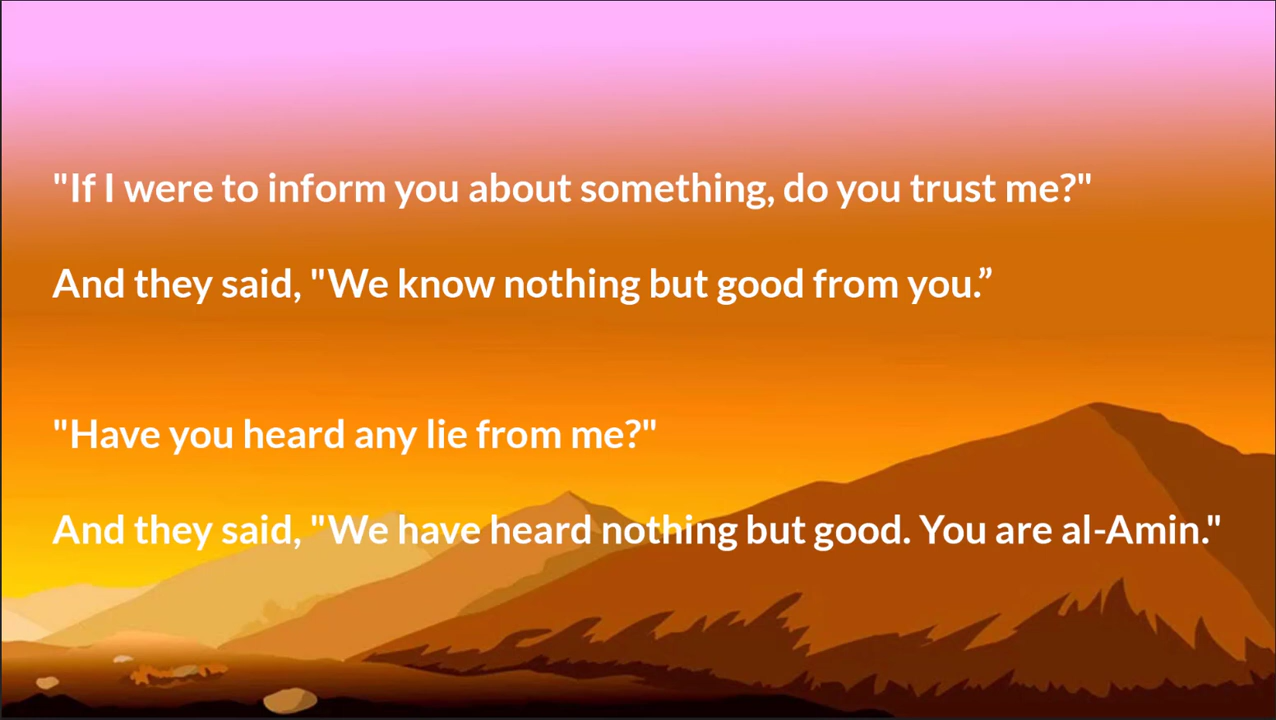 "If I were to inform you about something, do you trust me?"
And they said, "We know nothing but good from you.”
"Have you heard any lie from me?"
And they said, "We have heard nothing but good. You are al-Amin."